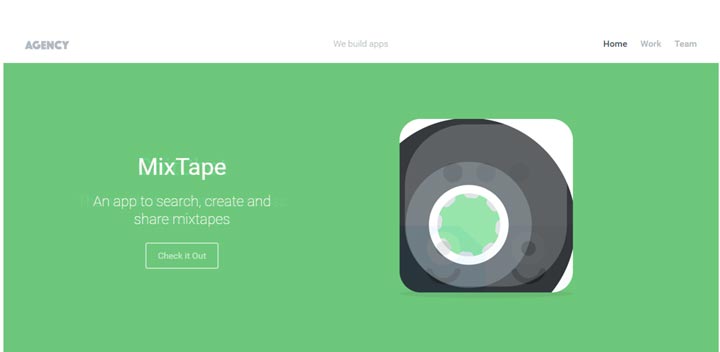 AGENCY
We build apps
Home Work Team
MixTape
An app to search, create and
share mixtapes
Check it Out